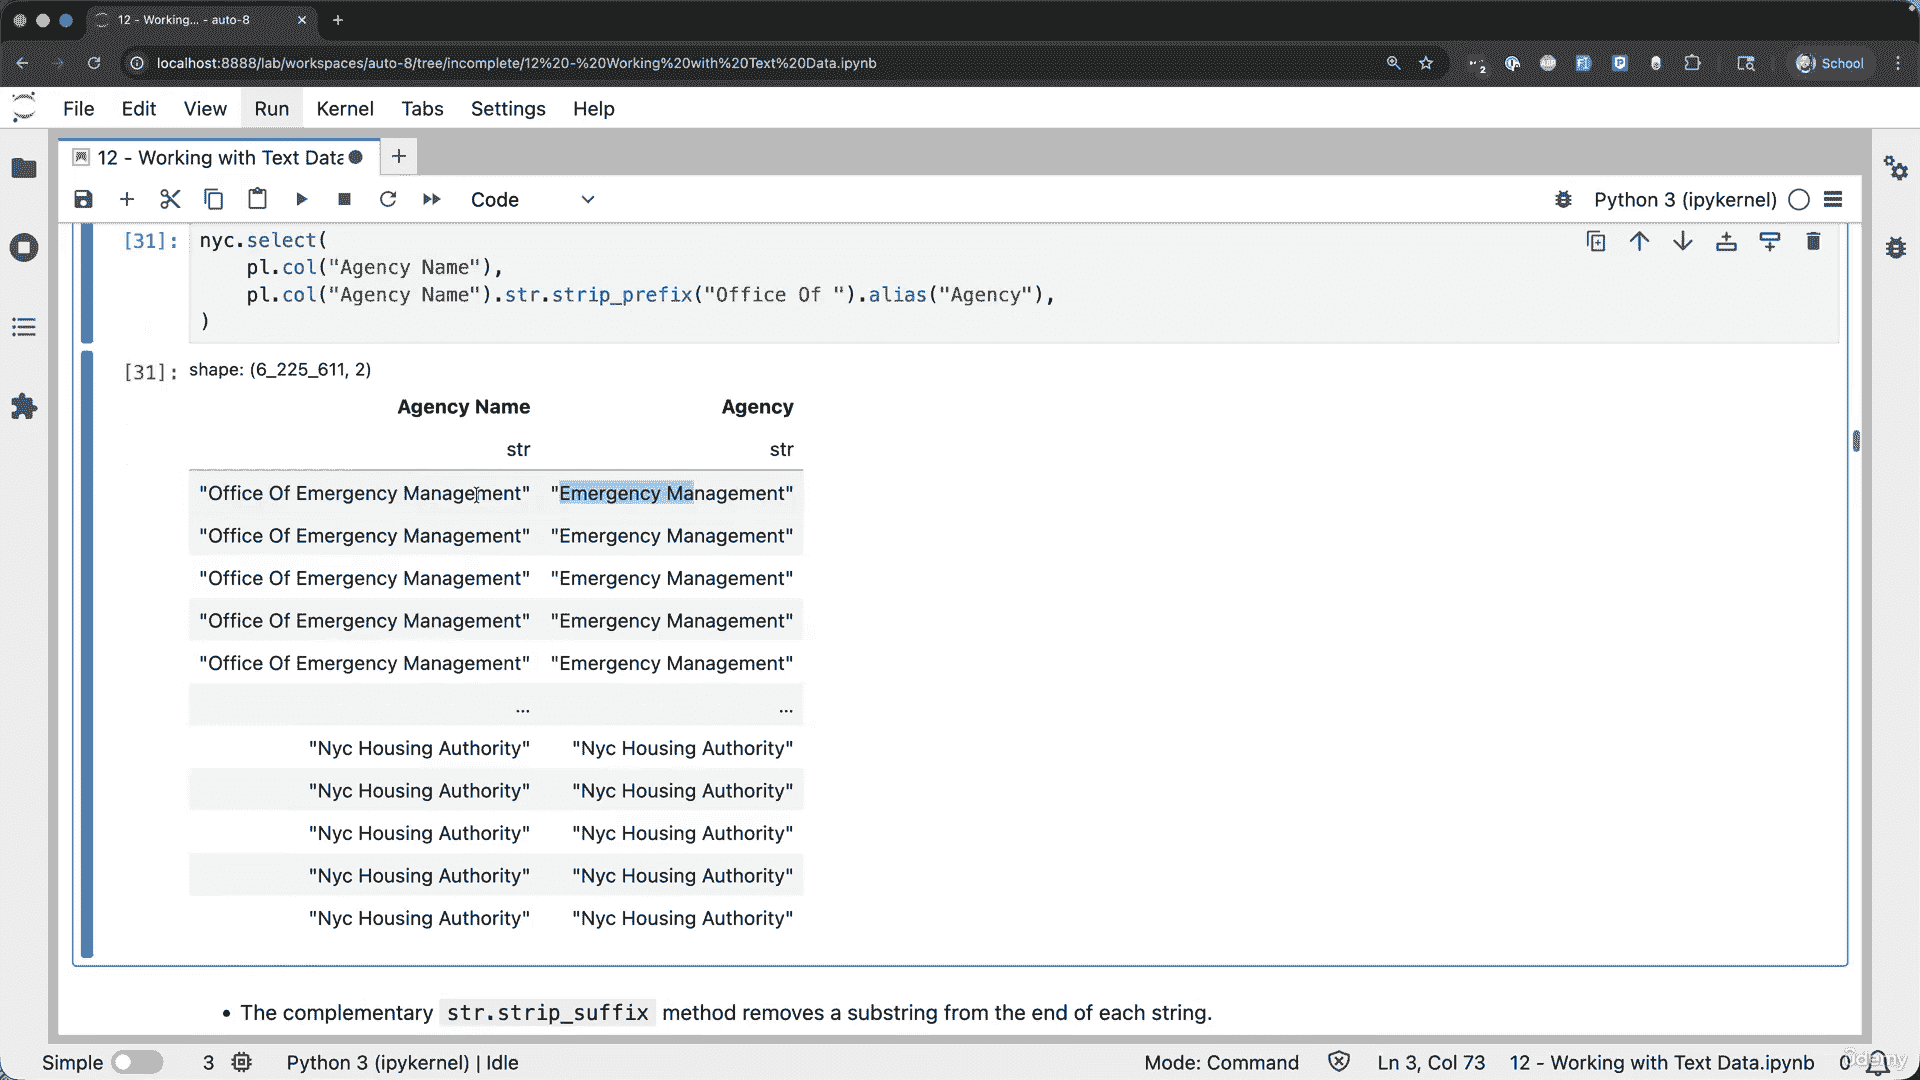 12 - Working... - auto-8
localhost:8888/lab/workspaces/auto-8/tree/incomplete/12%20-%20Working%20with%20Text%20Data.ipynb
2
School
File Edit View Run Kernel Tabs Settings Help
12 - Working with Text Data
Code
Python 3 (ipykernel)
[31]: nyc.select(
pl.col("Agency Name"),
pl.col("Agency Name").str.strip_prefix("Office Of ").alias("Agency"),
)
[31]: shape: (6_225_611, 2)
Agency Name Agency
str str
"Office Of Emergency Management" "Emergency Management"
"Office Of Emergency Management" "Emergency Management"
"Office Of Emergency Management" "Emergency Management"
"Office Of Emergency Management" "Emergency Management"
"Office Of Emergency Management" "Emergency Management"
... ...
"Nyc Housing Authority" "Nyc Housing Authority"
"Nyc Housing Authority" "Nyc Housing Authority"
"Nyc Housing Authority" "Nyc Housing Authority"
"Nyc Housing Authority" "Nyc Housing Authority"
"Nyc Housing Authority" "Nyc Housing Authority"
• The complementary str.strip_suffix method removes a substring from the end of each string.
Simple 3 Python 3 (ipykernel) | Idle Mode: Command Ln 3, Col 73 12 - Working with Text Data.ipynb 0
udemy